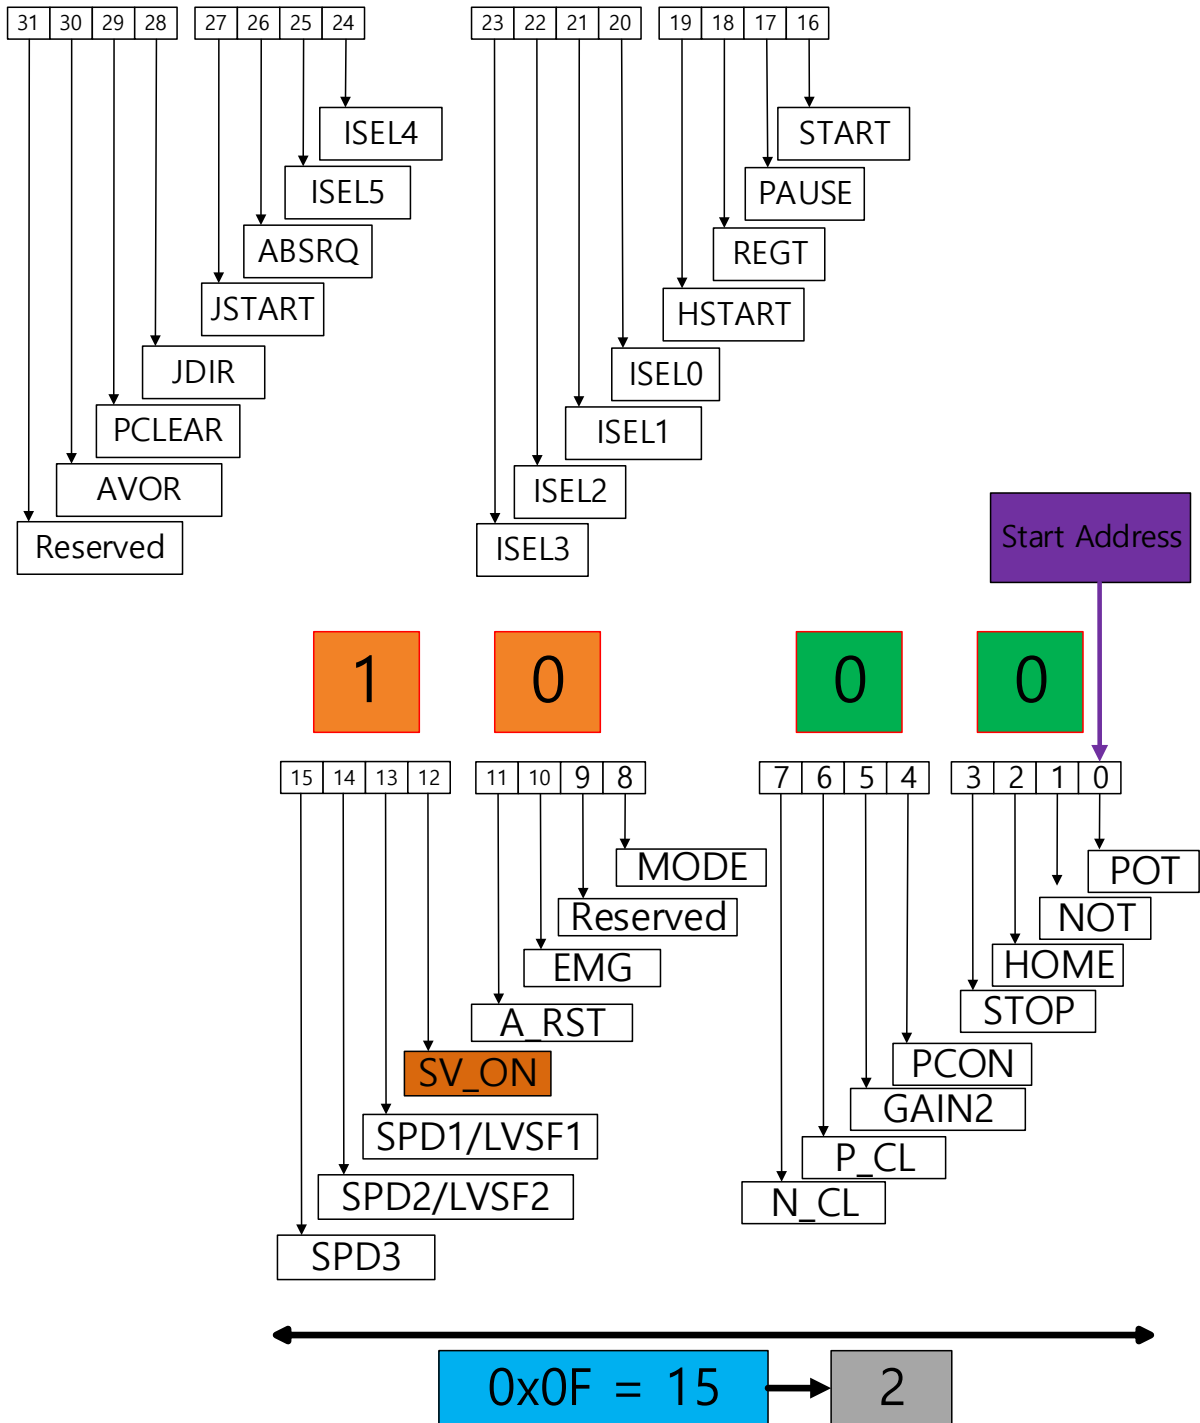 31 30 29 28 27 26 25 24 23 22 21 20 19 18 17 16
ISEL4
START
ISEL5
PAUSE
ABSRQ
REGT
JSTART
HSTART
JDIR
ISEL0
PCLEAR
ISEL1
AVOR
ISEL2
Reserved
ISEL3
Start Address
1 0 0 0
15 14 13 12 11 10 9 8 7 6 5 4 3 2 1 0
MODE
POT
Reserved
NOT
EMG
HOME
A_RST
STOP
SV_ON
PCON
GAIN2
SPD1/LVSF1
P_CL
SPD2/LVSF2
N_CL
SPD3
0x0F = 15
2